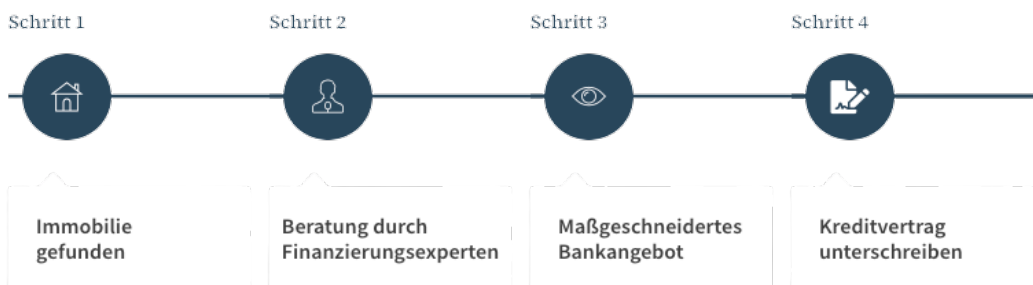 Schritt 1
Schritt 2
Schritt 3
Schritt 4
Immobilie
gefunden
Beratung durch
Finanzierungsexperten
Maßgeschneidertes
Bankangebot
Kreditvertrag
unterschreiben